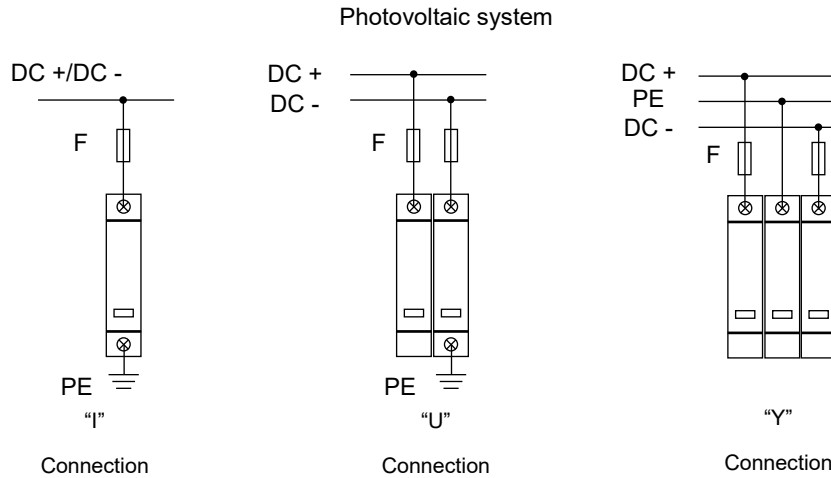 Photovoltaic system
DC +/DC -
F
PE
“I”
Connection
DC +
DC -
F
PE
“U”
Connection
DC +
PE
DC -
F
“Y”
Connection